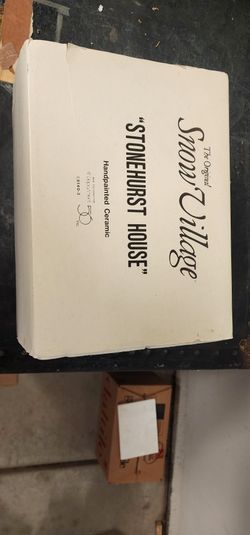 The Original
Snow Village
"STONEHURST HOUSE"
Handpainted Ceramic